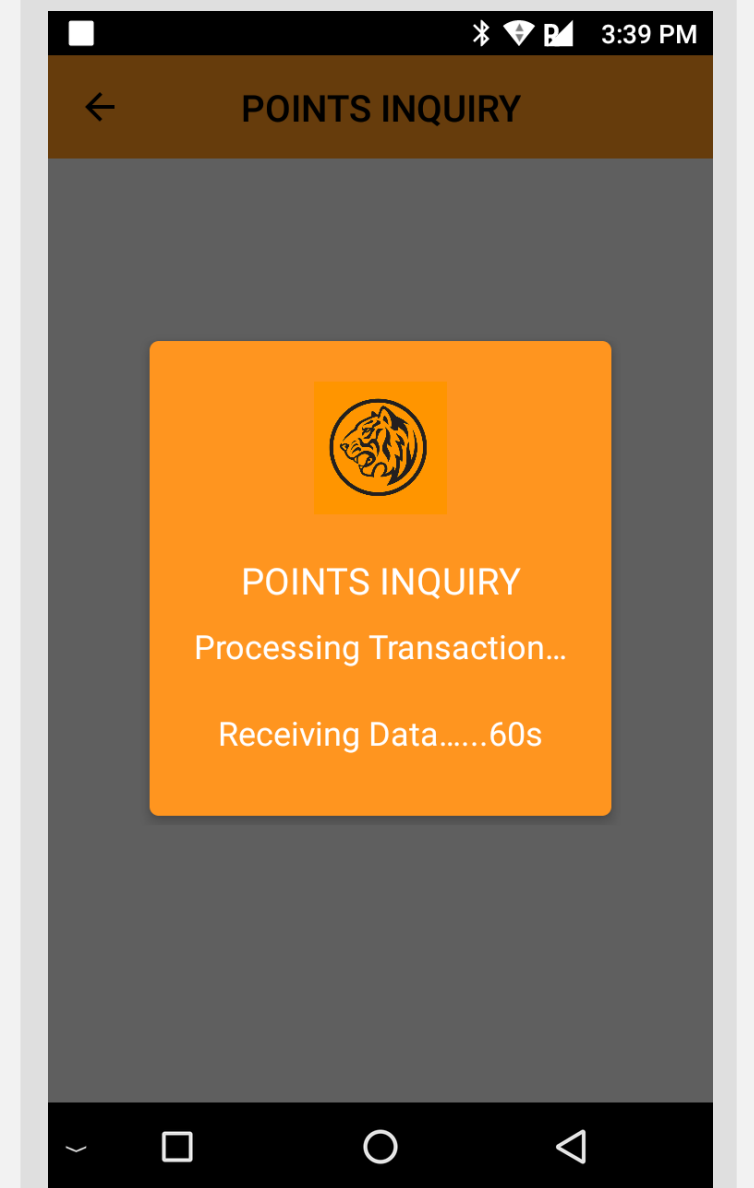 3:39 PM
POINTS INQUIRY
POINTS INQUIRY
Processing Transaction...
Receiving Data......60s